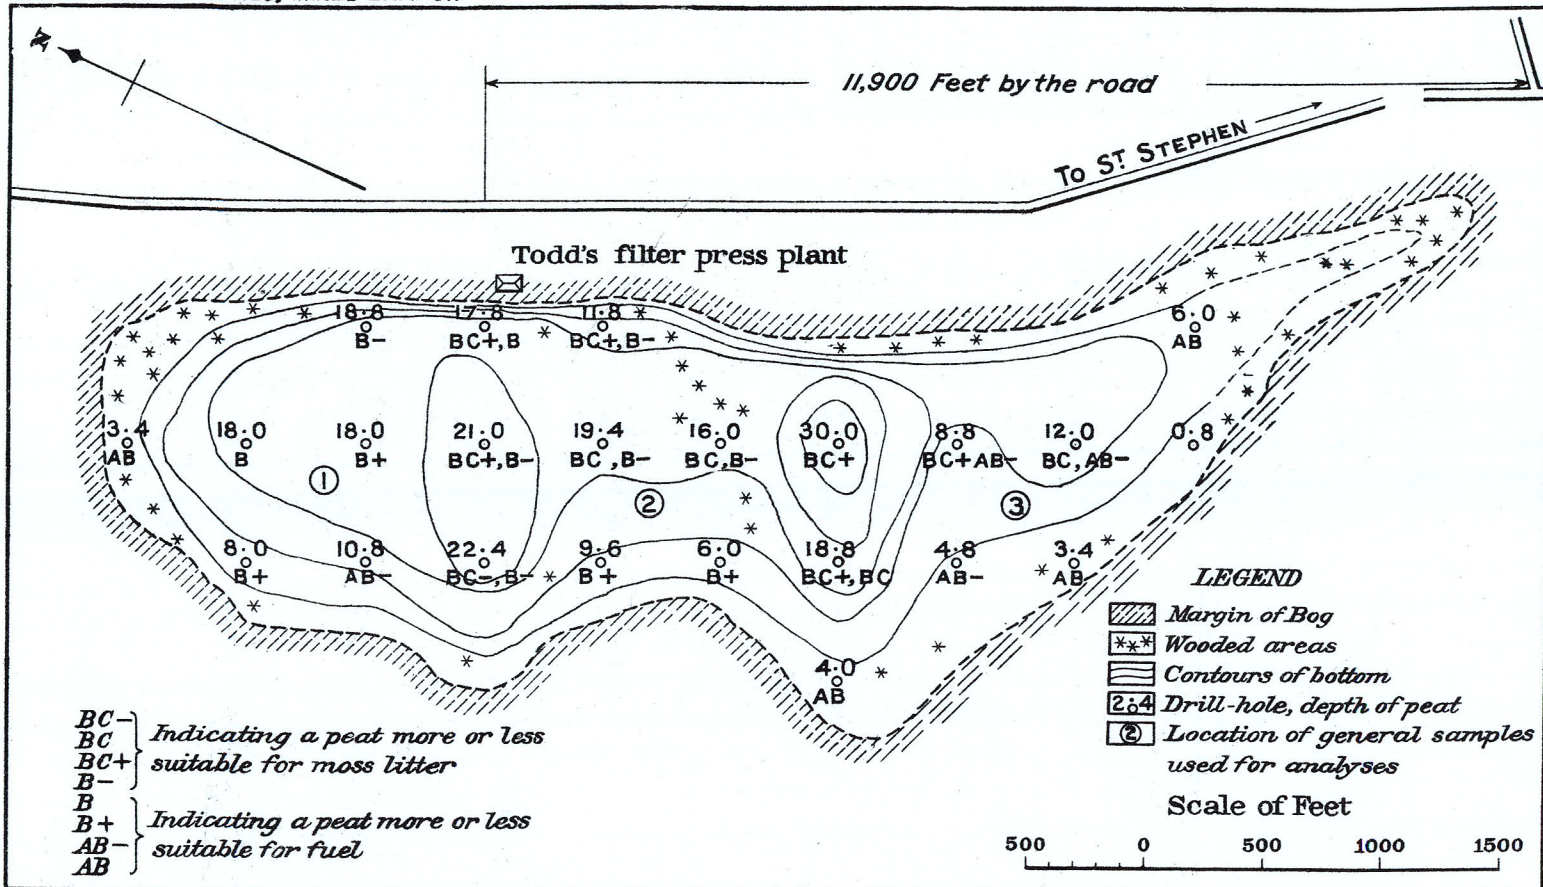 N
11,900 Feet by the road
To St. STEPHEN
Todd's filter press plant
18.8
B-
17.8
BC+,B
11.8
BC+,B-
6.0
AB
3.4
AB
18.0
B
18.0
B+
21.0
BC+,B-
19.4
BC,B-
16.0
BC,B-
30.0
BC+
8.8
BC+AB-
12.0
BC,AB-
0.8
1
2
3
8.0
B+
10.8
AB-
22.4
BC-,B-
9.6
B+
6.0
B+
18.8
BC+,BC
4.8
AB-
3.4
AB
4.0
AB
BC-
BC
BC+
B-
Indicating a peat more or less
suitable for moss litter
B
B+
AB-
AB
Indicating a peat more or less
suitable for fuel
LEGEND
Margin of Bog
Wooded areas
Contours of bottom
2.4 Drill-hole, depth of peat
2 Location of general samples
used for analyses
Scale of Feet
500 0 500 1000 1500